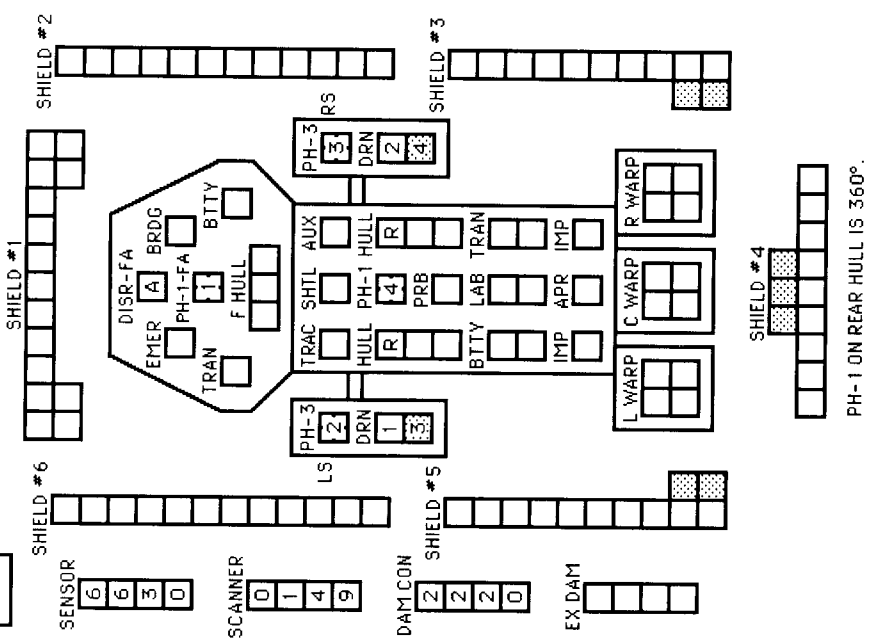 SHIELD #1
SHIELD #2
SHIELD #3
SHIELD #4
SHIELD #5
SHIELD #6
SENSOR
6 6 3 0
SCANNER
0 1 4 9
DAM CON
2 2 2 0
EX DAM
DISR-FA
A
EMER
BRDG
PH-1-FA
1
TRAN
BTTY
F HULL
LS
PH-3
2
DRN
1
3
RS
PH-3
3
DRN
2
4
TRAC
SHTL
AUX
HULL
R
PH-1
4
HULL
R
PRB
BTTY
LAB
TRAN
IMP
APR
IMP
L WARP
C WARP
R WARP
PH-1 ON REAR HULL IS 360°.